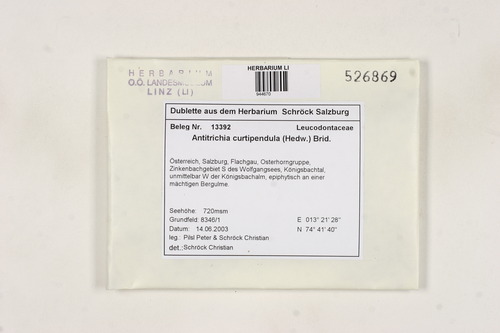 HERBARIUM
O.Ö. LANDESMUSEUM
LINZ (LI)
HERBARIUM LI
944670
526869
Dublette aus dem Herbarium Schröck Salzburg
Beleg Nr. 13392 Leucodontaceae
Antitrichia curtipendula (Hedw.) Brid.
Österreich, Salzburg, Flachgau, Osterhorngruppe,
Zinkenbachgebiet S des Wolfgangsees, Königsbachtal,
unmittelbar W der Königsbachalm, epiphytisch an einer
mächtigen Bergulme.
Seehöhe: 720msm
Grundfeld: 8346/1 E 013° 21' 28"
Datum: 14.06.2003 N 74° 41' 40"
leg.: Pilsl Peter & Schröck Christian
det.: Schröck Christian